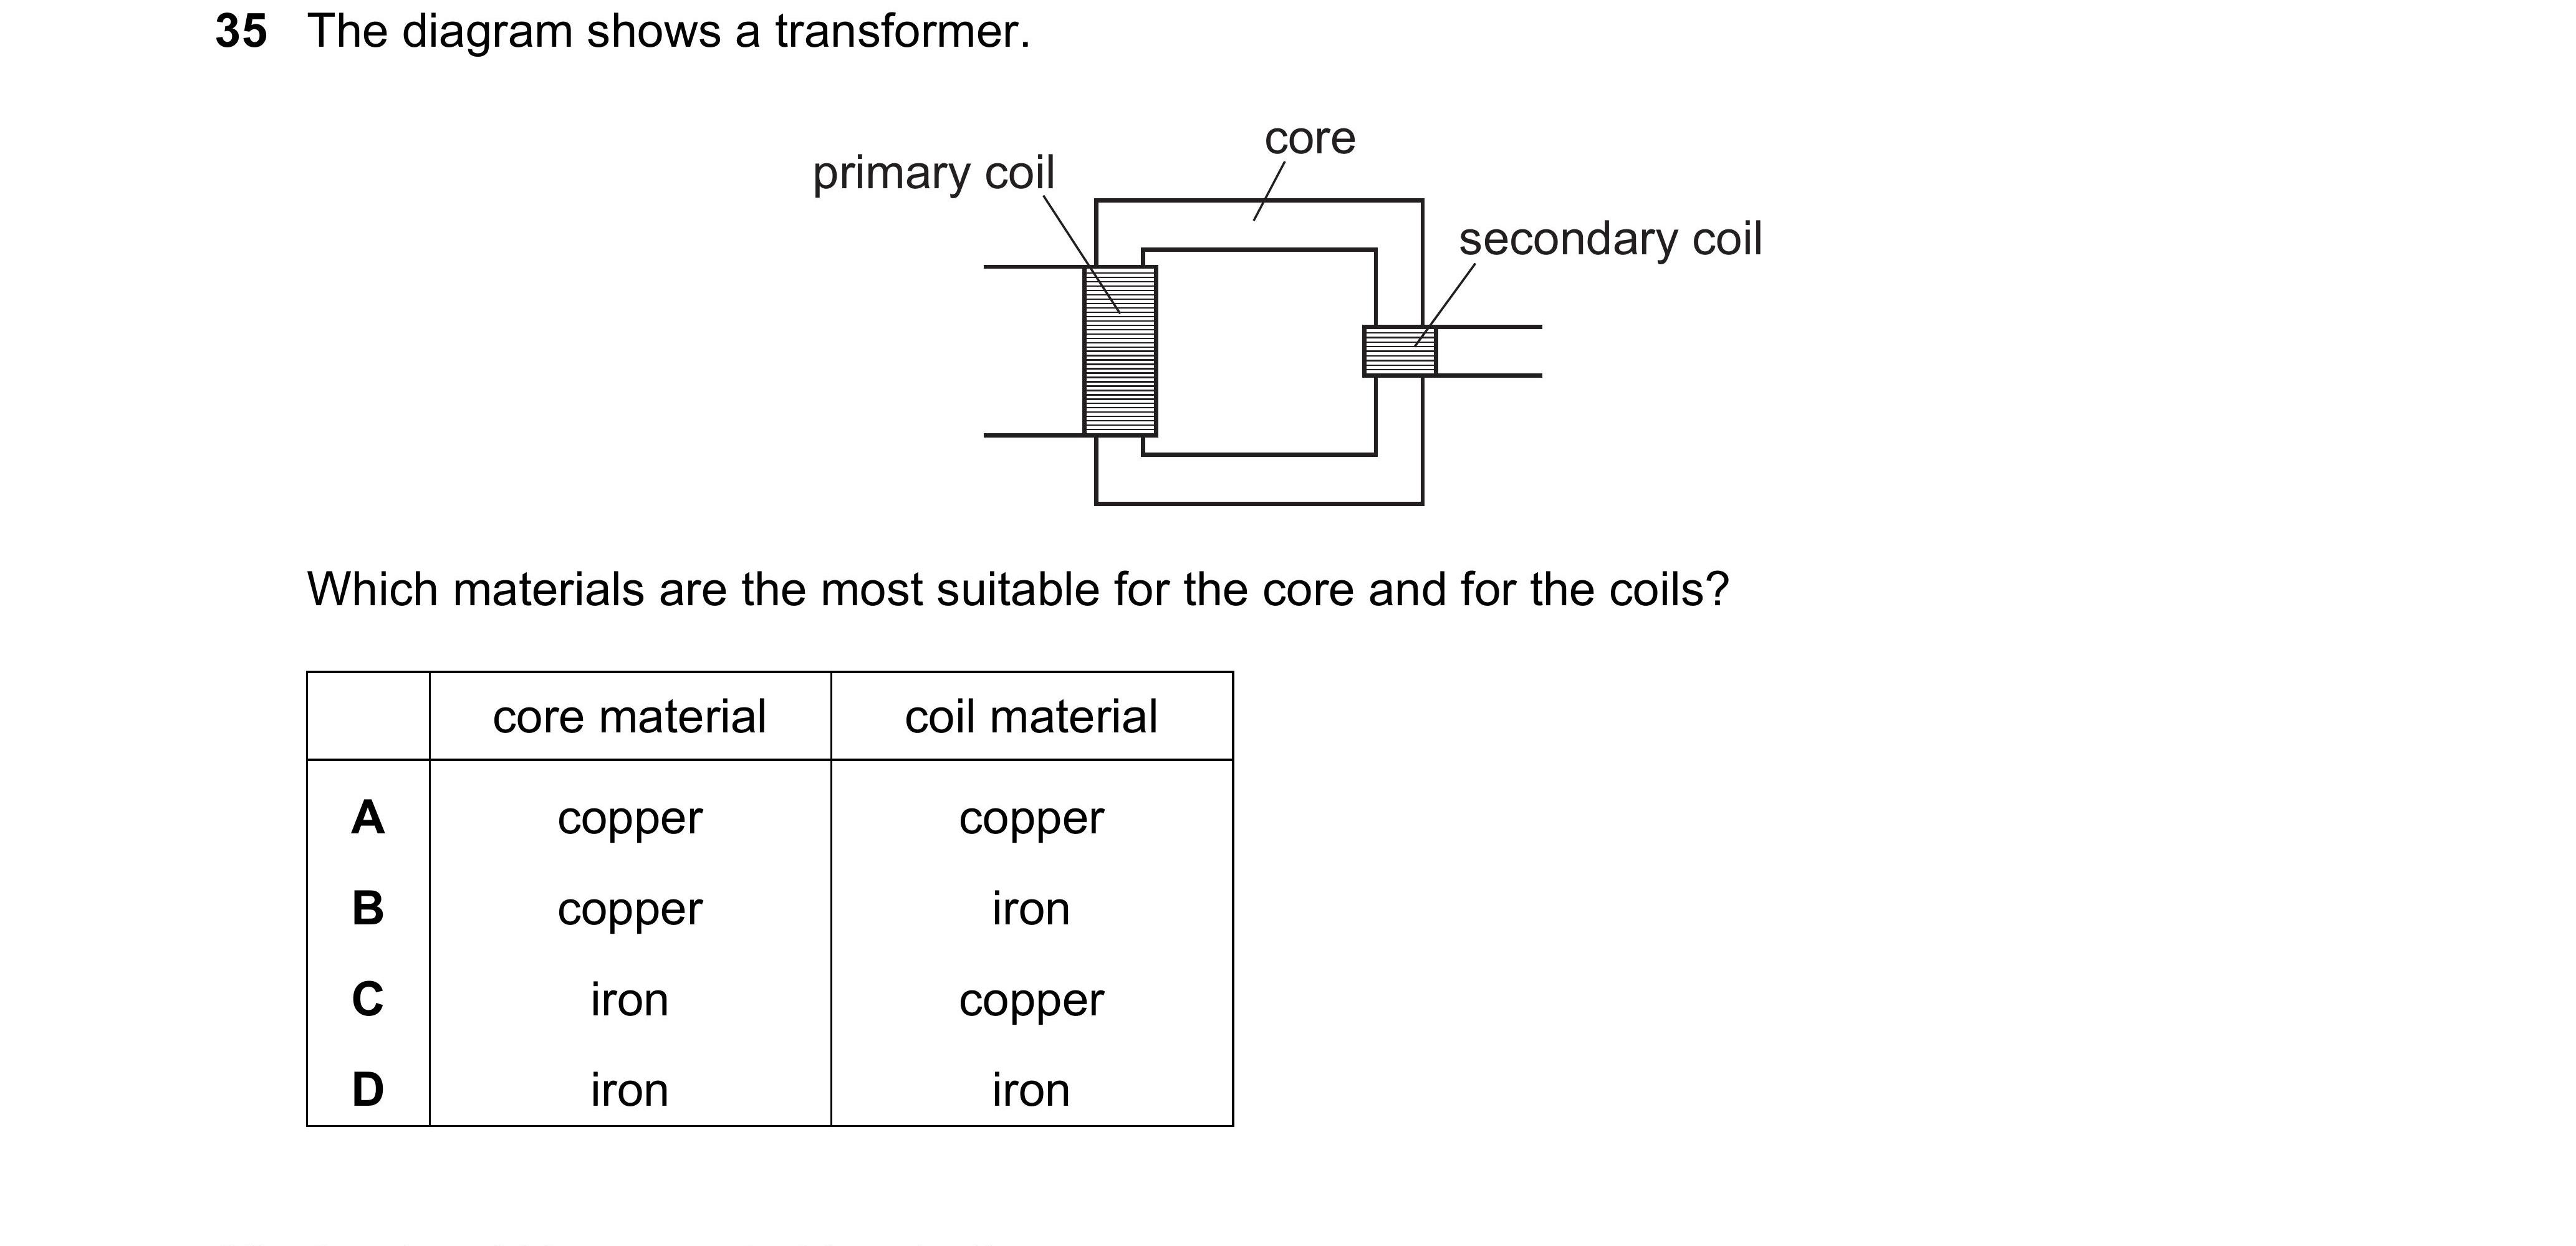 35 The diagram shows a transformer.
core
primary coil
secondary coil
Which materials are the most suitable for the core and for the coils?
core material coil material
A copper copper
B copper iron
C iron copper
D iron iron